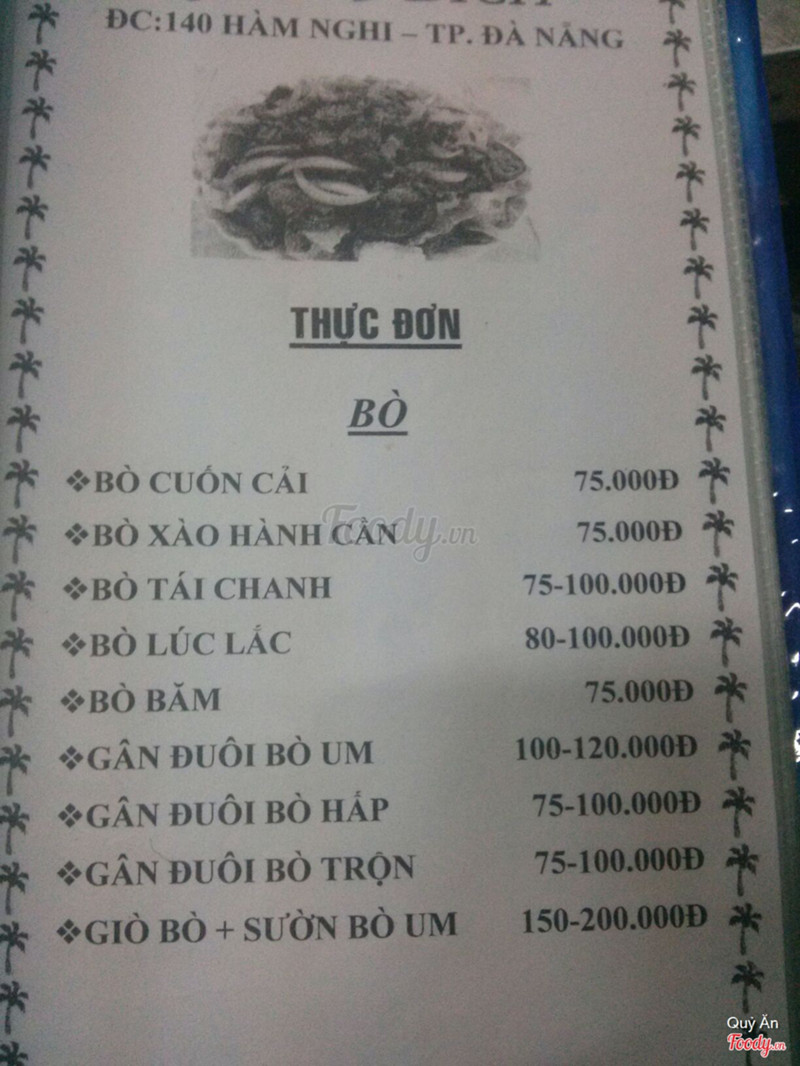 ĐC:140 HÀM NGHI – TP. ĐÀ NẴNG
THỰC ĐƠN
BÒ
❖BÒ CUỐN CẢI 75.000Đ
❖BÒ XÀO HÀNH CẦN 75.000Đ
Foody.vn
❖BÒ TÁI CHANH 75-100.000Đ
❖BÒ LÚC LẮC 80-100.000Đ
❖BÒ BĂM 75.000Đ
❖GÂN ĐUÔI BÒ UM 100-120.000Đ
❖GÂN ĐUÔI BÒ HẤP 75-100.000Đ
❖GÂN ĐUÔI BÒ TRỘN 75-100.000Đ
❖GIÒ BÒ + SƯỜN BÒ UM 150-200.000Đ
Quỷ Ăn
Foody.vn